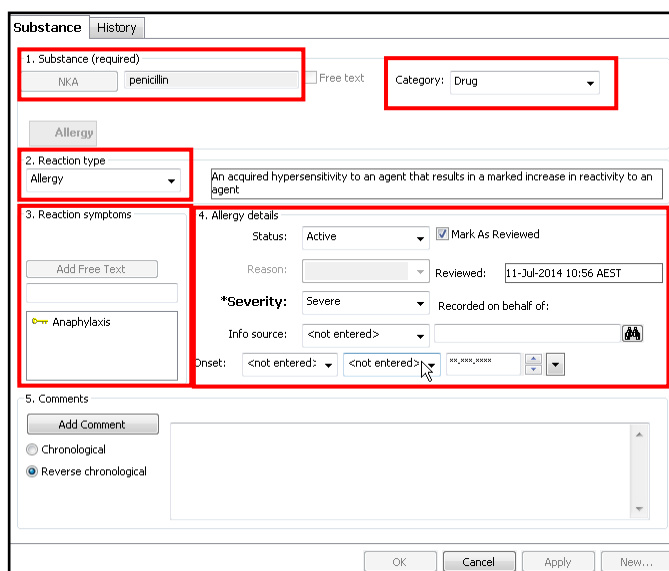 Substance History
1. Substance (required)
NKA penicillin Free text Category: Drug
Allergy
2. Reaction type
Allergy
An acquired hypersensitivity to an agent that results in a marked increase in reactivity to an
agent
3. Reaction symptoms
Add Free Text
Anaphylaxis
4. Allergy details
Status: Active Mark As Reviewed
Reason: Reviewed: 11-Jul-2014 10:56 AEST
*Severity: Severe Recorded on behalf of:
Info source: <not entered>
Onset: <not entered> <not entered> **.***.****
5. Comments
Add Comment
Chronological
Reverse chronological
OK Cancel Apply New...